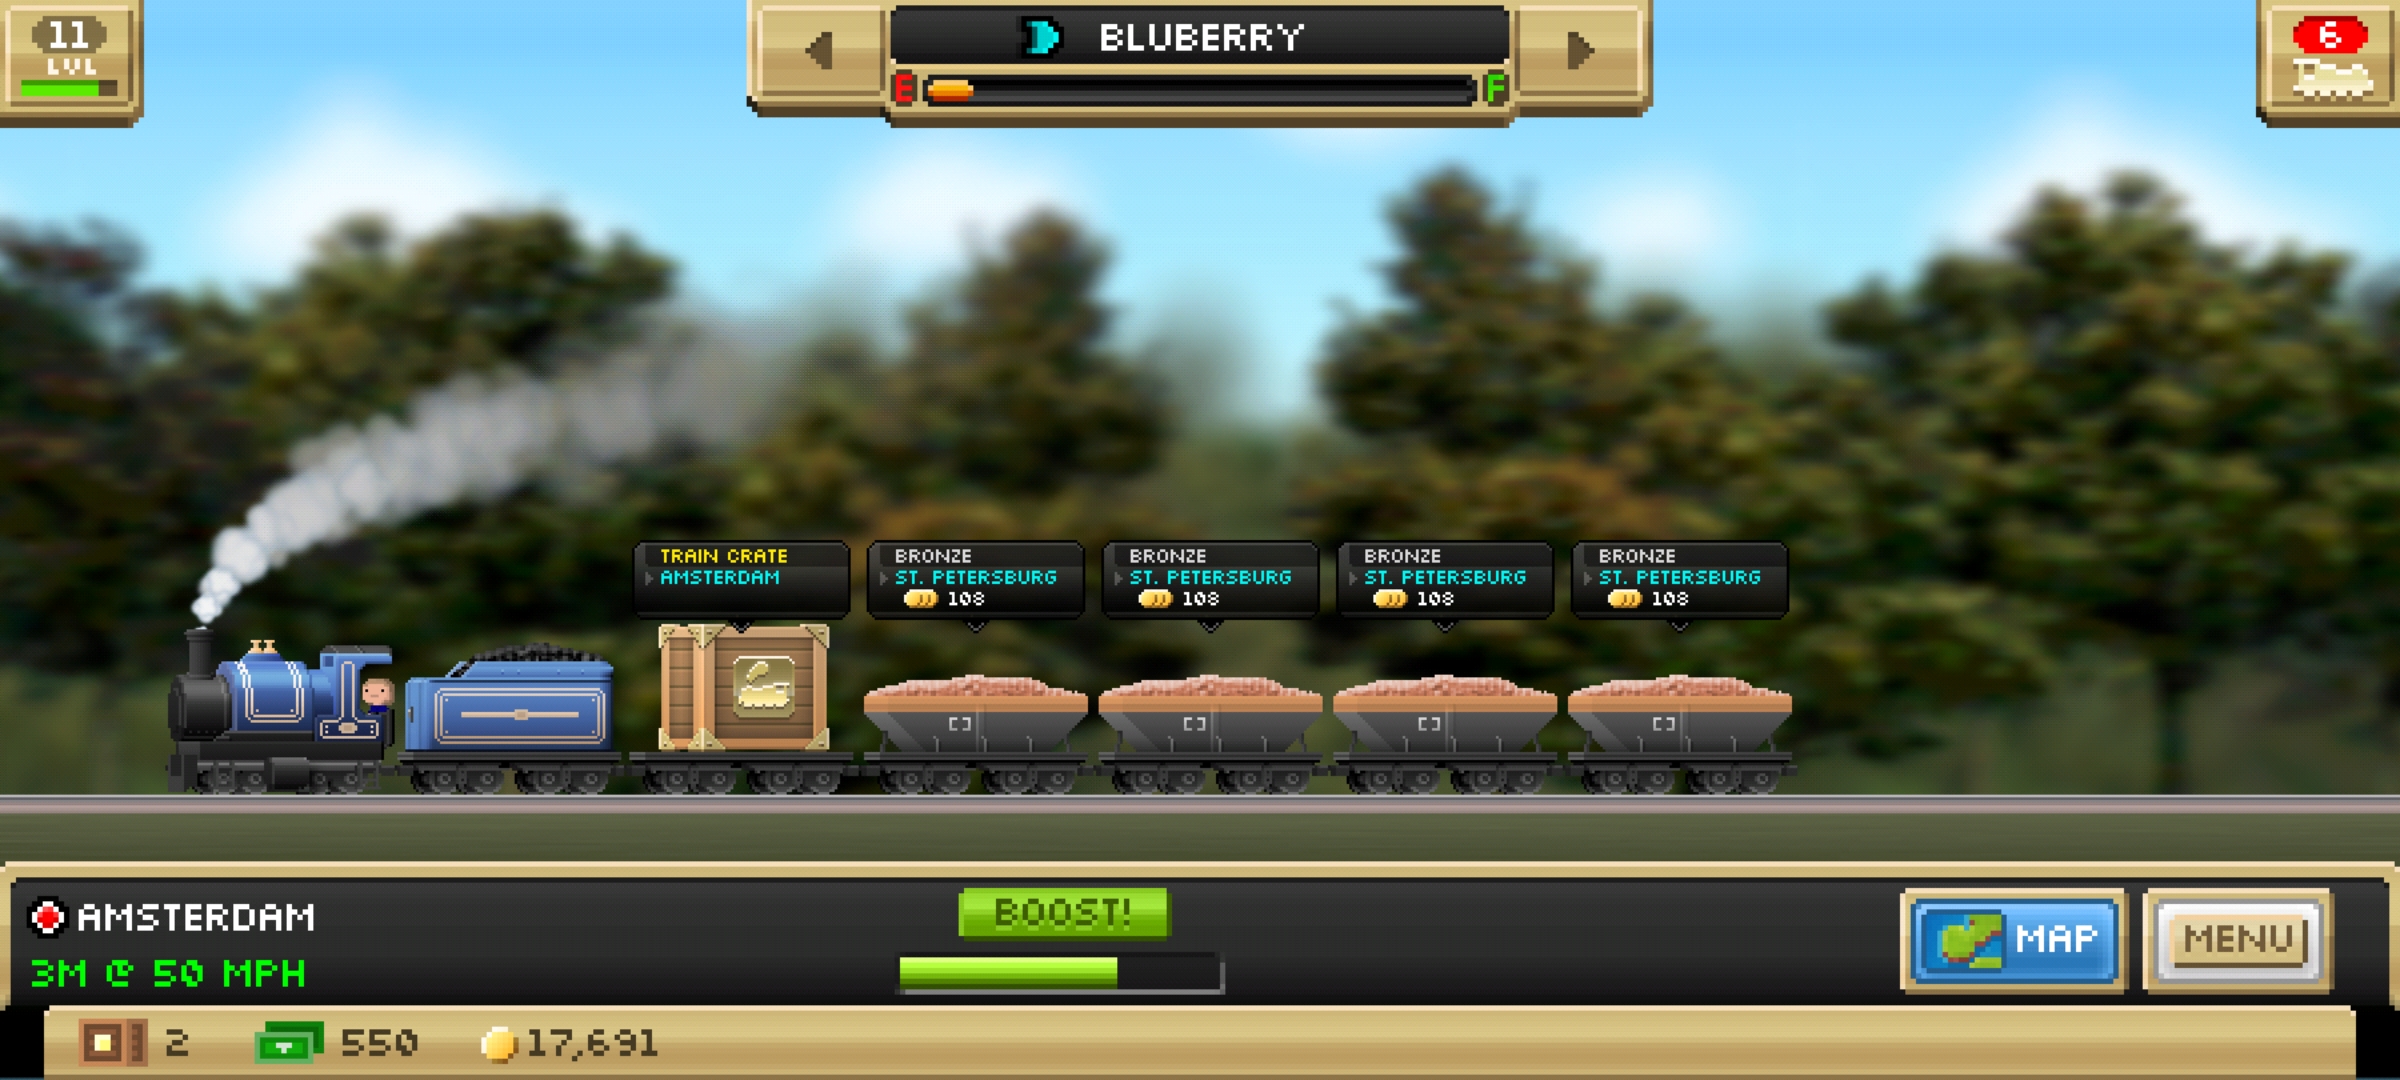 11
LVL
BLUBERRY
E
F
6
TRAIN CRATE
AMSTERDAM
BRONZE
ST. PETERSBURG
108
BRONZE
ST. PETERSBURG
108
BRONZE
ST. PETERSBURG
108
BRONZE
ST. PETERSBURG
108
AMSTERDAM
3M @ 50 MPH
BOOST!
MAP
MENU
2
550
17,691